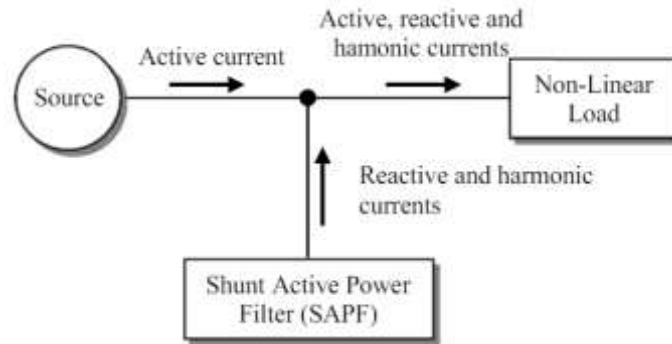 Active, reactive and
hamonic currents
Active current
Source
Non-Linear
Load
Reactive and harmonic
currents
Shunt Active Power
Filter (SAPF)